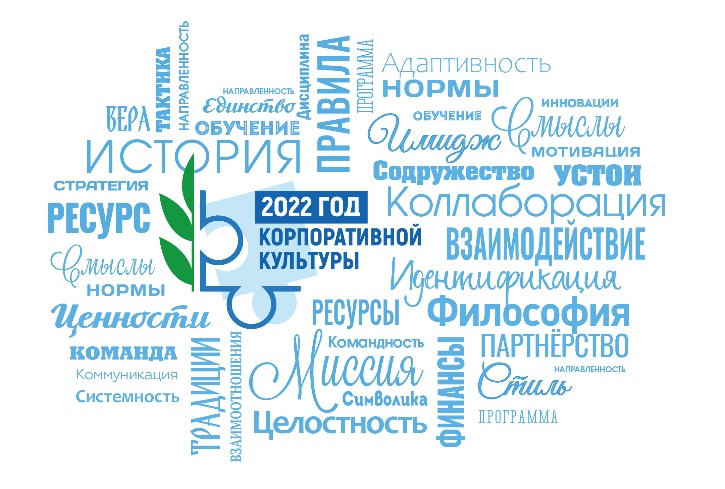 ВЕРА
ТАКТИКА
НАПРАВЛЕННОСТЬ
НАПРАВЛЕННОСТЬ
Единство
ОБУЧЕНИЕ
Дисциплина
ПРАВИЛА
ПРОГРАММА
Адаптивность
НОРМЫ
ОБУЧЕНИЕ
Имидж
Смыслы
ИННОВАЦИИ
МОТИВАЦИЯ
ИСТОРИЯ
Содружество
УСТОИ
СТРАТЕГИЯ
РЕСУРС
2022 ГОД
КОРПОРАТИВНОЙ
КУЛЬТУРЫ
Коллаборация
ВЗАИМОДЕЙСТВИЕ
Смыслы
НОРМЫ
Идентификация
Ценности
РЕСУРСЫ
Философия
КОМАНДА
Коммуникация
Системность
ТРАДИЦИИ
ВЗАИМООТНОШЕНИЯ
Командность
Миссия
Символика
Целостность
ФИНАНСЫ
ПАРТНЁРСТВО
НАПРАВЛЕННОСТЬ
Стиль
ПРОГРАММА